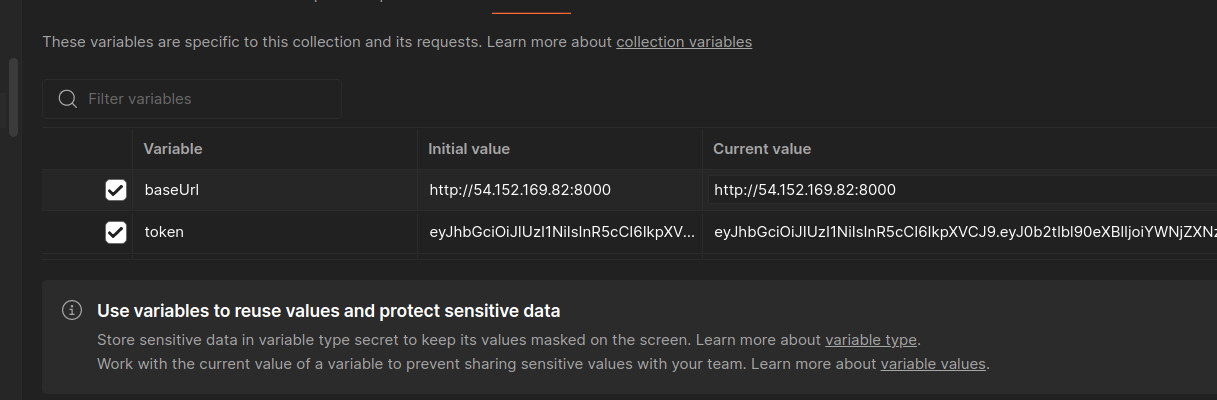 These variables are specific to this collection and its requests. Learn more about collection variables
Filter variables
Variable Initial value Current value
baseUrl http://54.152.169.82:8000 http://54.152.169.82:8000
token eyJhbGciOiJIUzI1NiIsInR5cCI6IkpXV... eyJhbGciOiJIUzI1NiIsInR5cCI6IkpXVCJ9.eyJ0b2tlbl90eXBlIjoiYWNjZXNz
Use variables to reuse values and protect sensitive data
Store sensitive data in variable type secret to keep its values masked on the screen. Learn more about variable type.
Work with the current value of a variable to prevent sharing sensitive values with your team. Learn more about variable values.